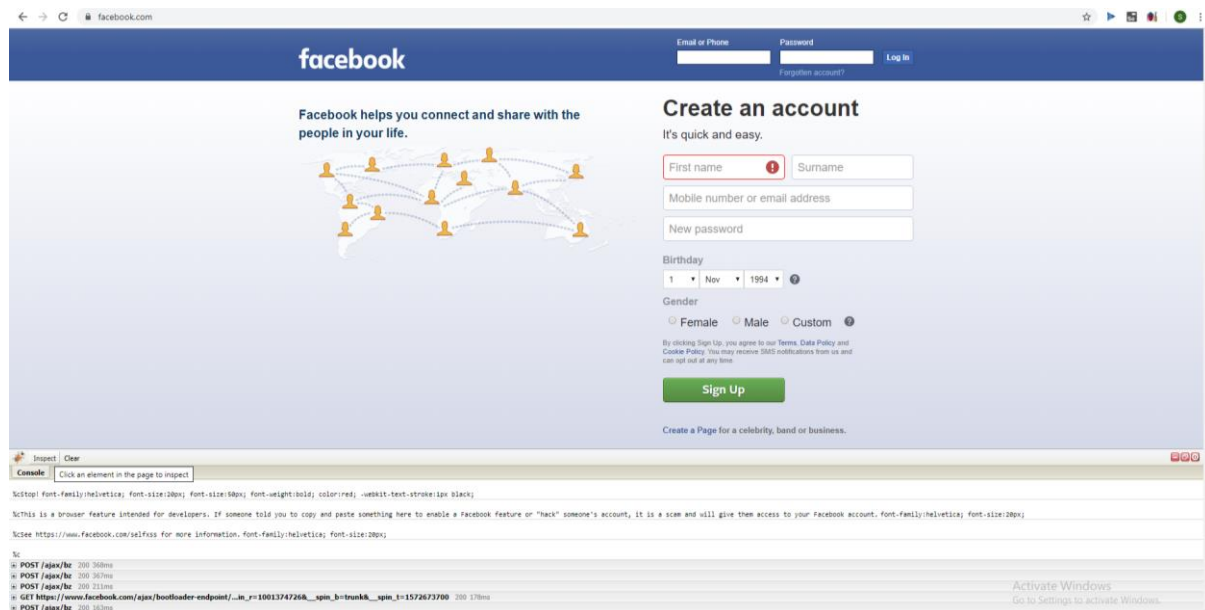 facebook.com
S
facebook
Email or Phone
Password
Log In
Forgotten account?
Facebook helps you connect and share with the
people in your life.
Create an account
It's quick and easy.
First name
Surname
Mobile number or email address
New password
Birthday
1 Nov 1994
Gender
Female Male Custom
By clicking Sign Up, you agree to our Terms, Data Policy and
Cookie Policy. You may receive SMS notifications from us and
can opt out at any time.
Sign Up
Create a Page for a celebrity, band or business.
Inspect Clear
Console
Click an element in the page to inspect
%cStop! font-family:helvetica; font-size:20px; font-size:50px; font-weight:bold; color:red; -webkit-text-stroke:1px black;
%cThis is a browser feature intended for developers. If someone told you to copy and paste something here to enable a Facebook feature or "hack" someone's account, it is a scam and will give them access to your Facebook account. font-family:helvetica; font-size:20px;
%cSee https://www.facebook.com/selfxss for more information. font-family:helvetica; font-size:20px;
%c
POST /ajax/bz 200 368ms
POST /ajax/bz 200 367ms
POST /ajax/bz 200 211ms
GET https://www.facebook.com/ajax/bootloader-endpoint/...in_r=1001374726&__spin_b=trunk&__spin_t=1572673700 200 178ms
POST /ajax/bz 200 163ms
Activate Windows
Go to Settings to activate Windows.